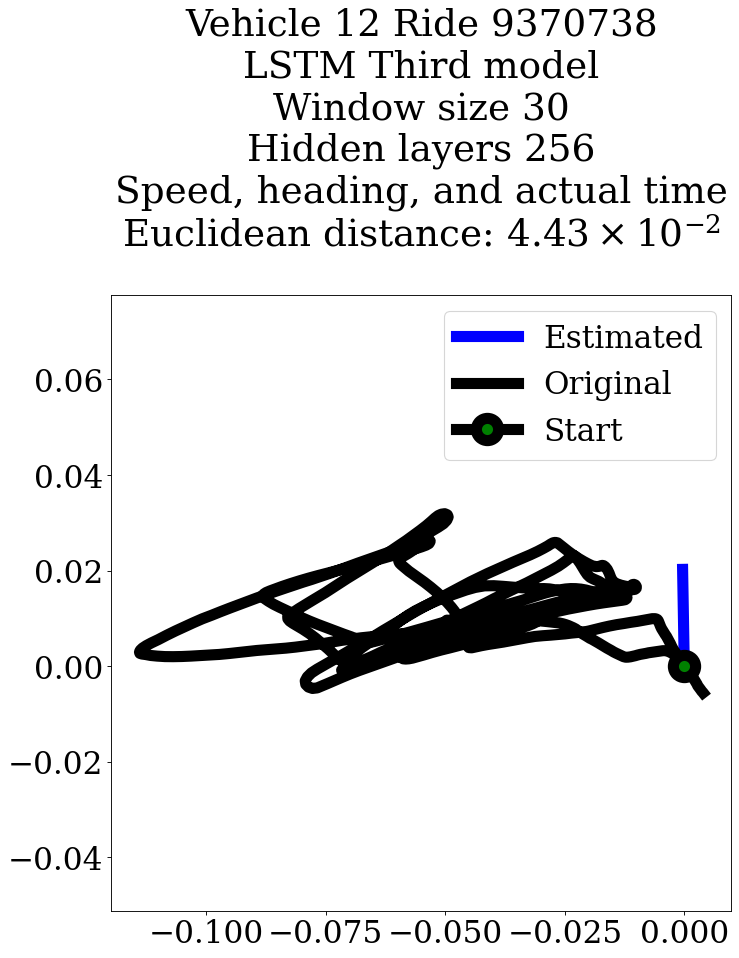 Vehicle 12 Ride 9370738
LSTM Third model
Window size 30
Hidden layers 256
Speed, heading, and actual time
Euclidean distance: 4.43 × 10⁻²
Estimated
Original
Start
0.06
0.04
0.02
0.00
−0.02
−0.04
−0.100 −0.075 −0.050 −0.025 0.000